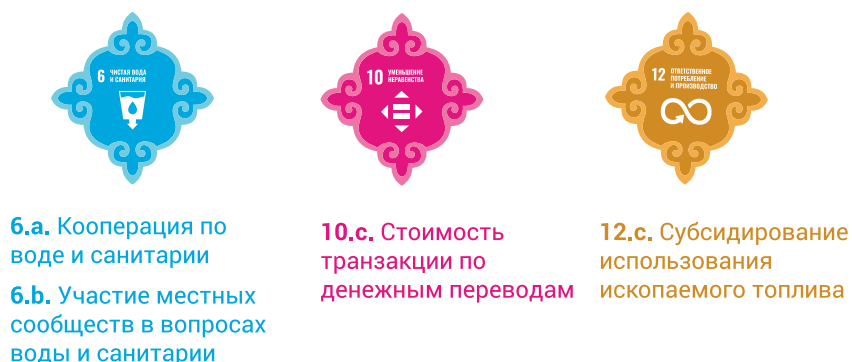 6 ЧИСТАЯ ВОДА
И САНИТАРИЯ
6.a. Кооперация по
воде и санитарии
6.b. Участие местных
сообществ в вопросах
воды и санитарии
10 УМЕНЬШЕНИЕ
НЕРАВЕНСТВА
10.c. Стоимость
транзакции по
денежным переводам
12 ОТВЕТСТВЕННОЕ
ПОТРЕБЛЕНИЕ
И ПРОИЗВОДСТВО
12.c. Субсидирование
использования
ископаемого топлива